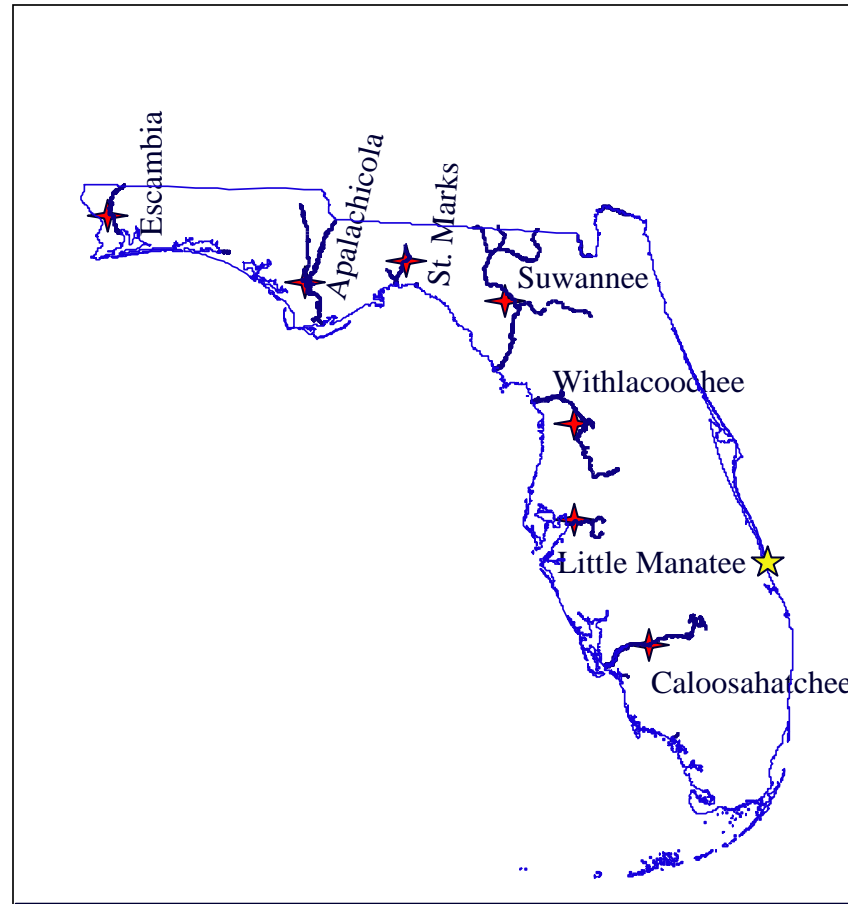 Escambia
Apalachicola
St. Marks
Suwannee
Withlacoochee
Little Manatee
Caloosahatchee